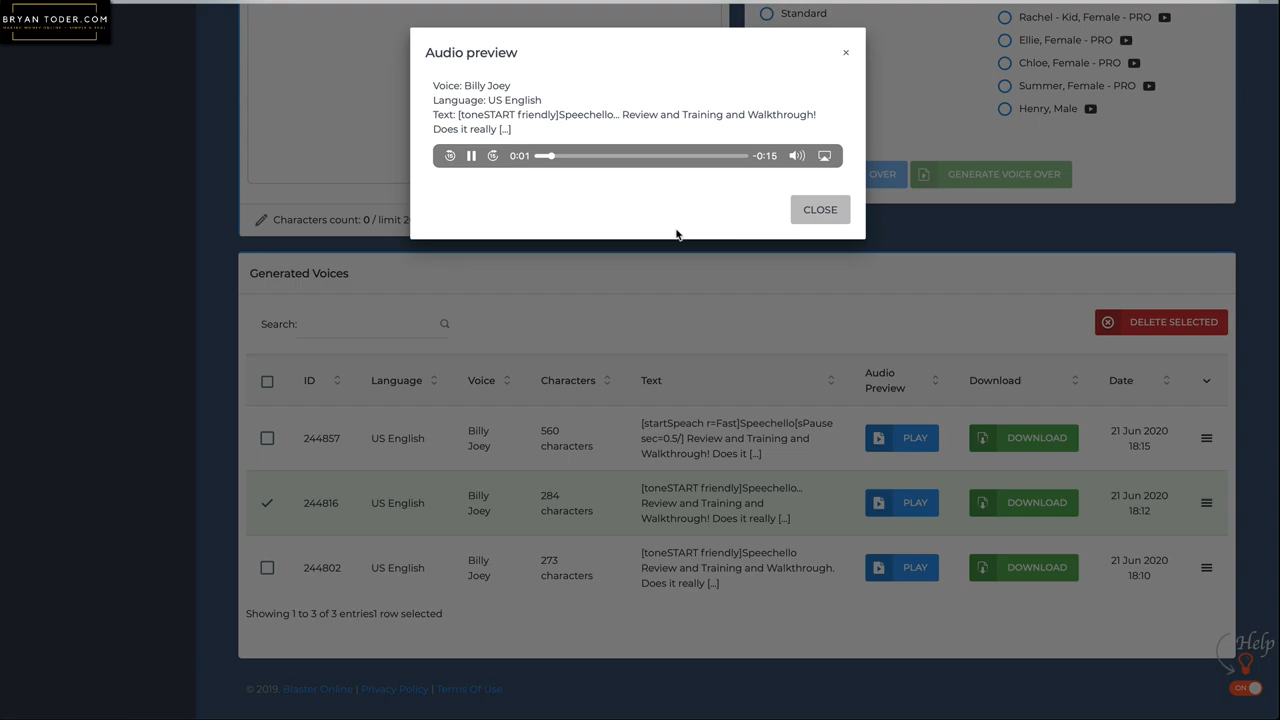 BRYAN TODER.COM
Standard
Rachel - Kid, Female - PRO
Ellie, Female - PRO
Chloe, Female - PRO
Summer, Female - PRO
Henry, Male
Audio preview
×
Voice: Billy Joey
Language: US English
Text: [toneSTART friendly]Speechello... Review and Training and Walkthrough!
Does it really [...]
0:01
-0:15
CLOSE
OVER
GENERATE VOICE OVER
Characters count: 0 / limit 2
Generated Voices
Search:
DELETE SELECTED
ID
Language
Voice
Characters
Text
Audio
Preview
Download
Date
244857
US English
Billy
Joey
560
characters
[startSpeach r=Fast]Speechello[sPause
sec=0.5/] Review and Training and
Walkthrough! Does it [...]
PLAY
DOWNLOAD
21 Jun 2020
18:15
244816
US English
Billy
Joey
284
characters
[toneSTART friendly]Speechello...
Review and Training and
Walkthrough! Does it really [...]
PLAY
DOWNLOAD
21 Jun 2020
18:12
244802
US English
Billy
Joey
273
characters
[toneSTART friendly]Speechello
Review and Training and Walkthrough.
Does it really [...]
PLAY
DOWNLOAD
21 Jun 2020
18:10
Showing 1 to 3 of 3 entries1 row selected
Help
ON
© 2019. Blaster Online | Privacy Policy | Terms Of Use